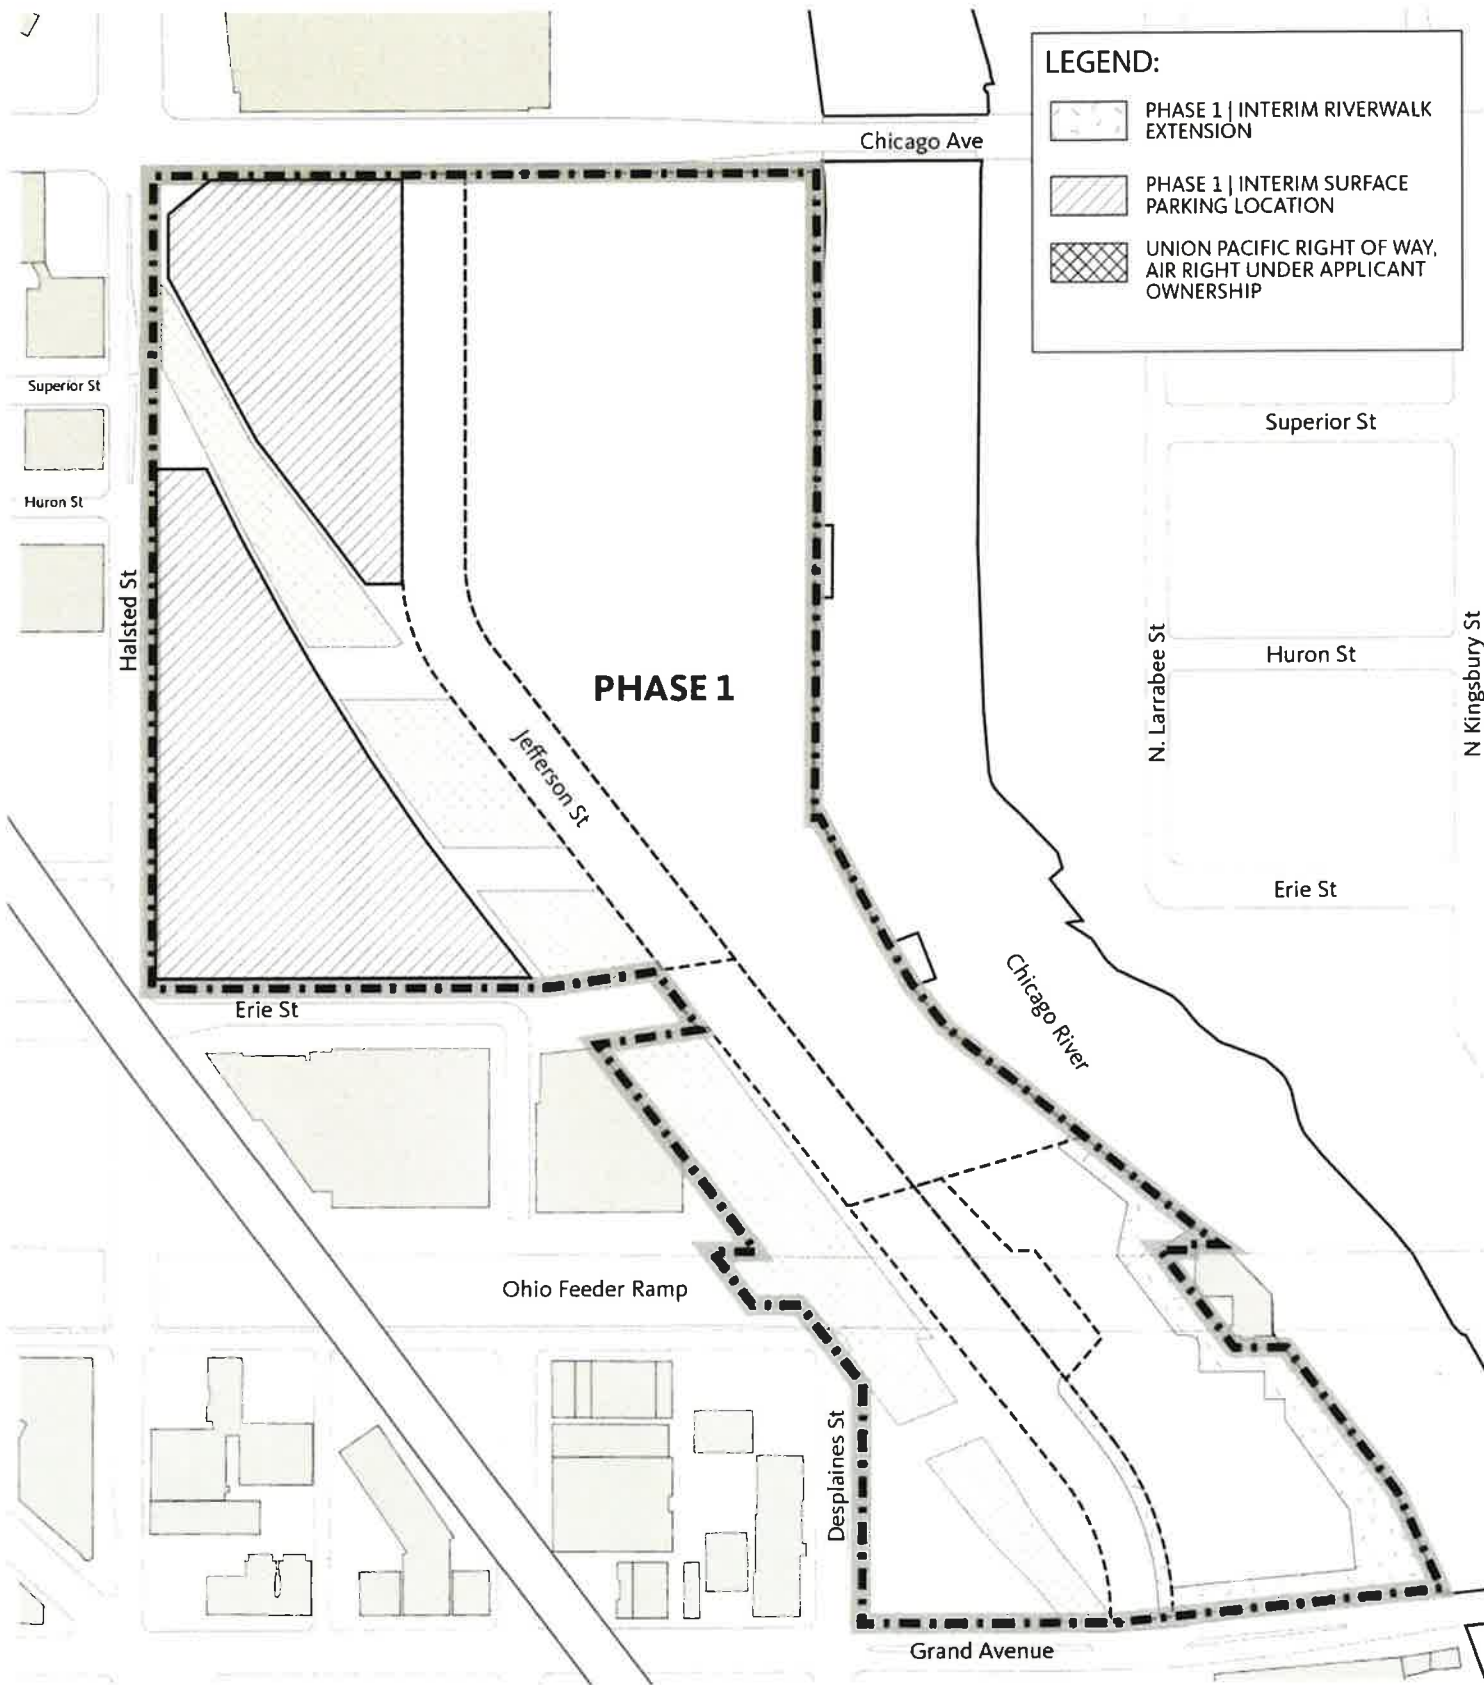 LEGEND:
PHASE 1 | INTERIM RIVERWALK
EXTENSION
PHASE 1 | INTERIM SURFACE
PARKING LOCATION
UNION PACIFIC RIGHT OF WAY,
AIR RIGHT UNDER APPLICANT
OWNERSHIP
Chicago Ave
Superior St
Superior St
Huron St
Halsted St
Huron St
N. Larrabee St
N Kingsbury St
PHASE 1
Jefferson St
Erie St
Chicago River
Erie St
Ohio Feeder Ramp
Desplaines St
Grand Avenue